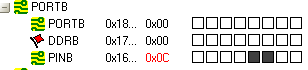 PORTB
PORTB 0x18... 0x00
DDRB 0x17... 0x00
PINB 0x16... 0x0C